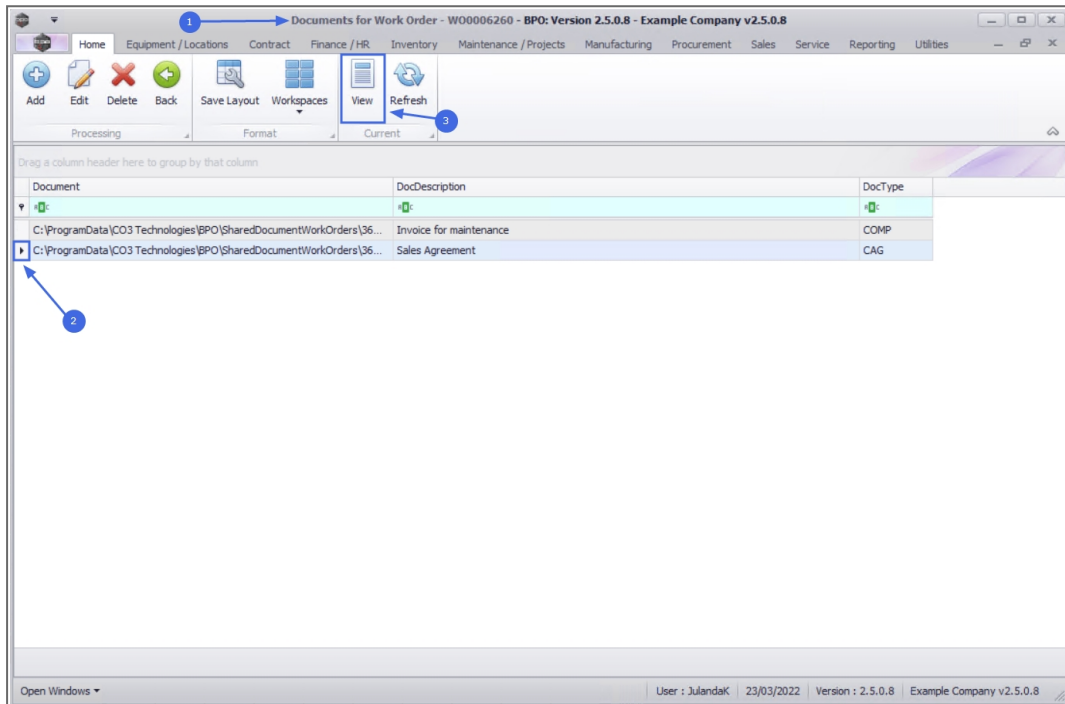 1
Documents for Work Order - WO00006260 - BPO: Version 2.5.0.8 - Example Company v2.5.0.8
Home Equipment / Locations Contract Finance / HR Inventory Maintenance / Projects Manufacturing Procurement Sales Service Reporting Utilities
Add Edit Delete Back Save Layout Workspaces View Refresh
3
Processing Format Current
Drag a column header here to group by that column
Document DocDescription DocType
C:\ProgramData\CO3 Technologies\BPO\SharedDocumentWorkOrders\36... Invoice for maintenance COMP
C:\ProgramData\CO3 Technologies\BPO\SharedDocumentWorkOrders\36... Sales Agreement CAG
2
Open Windows User : JulandaK 23/03/2022 Version : 2.5.0.8 Example Company v2.5.0.8